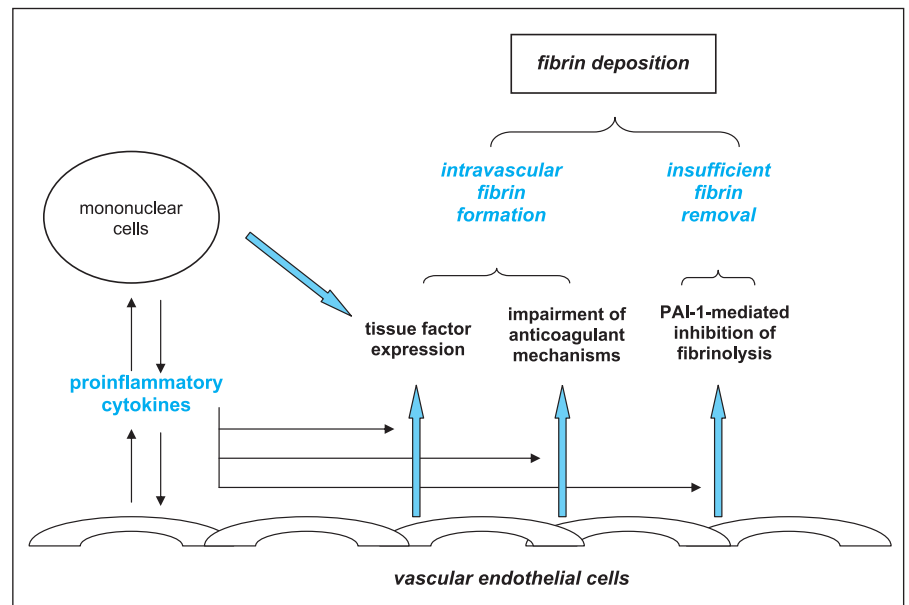 fibrin deposition
intravascular
fibrin
formation
insufficient
fibrin
removal
mononuclear
cells
tissue factor
expression
impairment of
anticoagulant
mechanisms
PAI-1-mediated
inhibition of
fibrinolysis
proinflammatory
cytokines
vascular endothelial cells